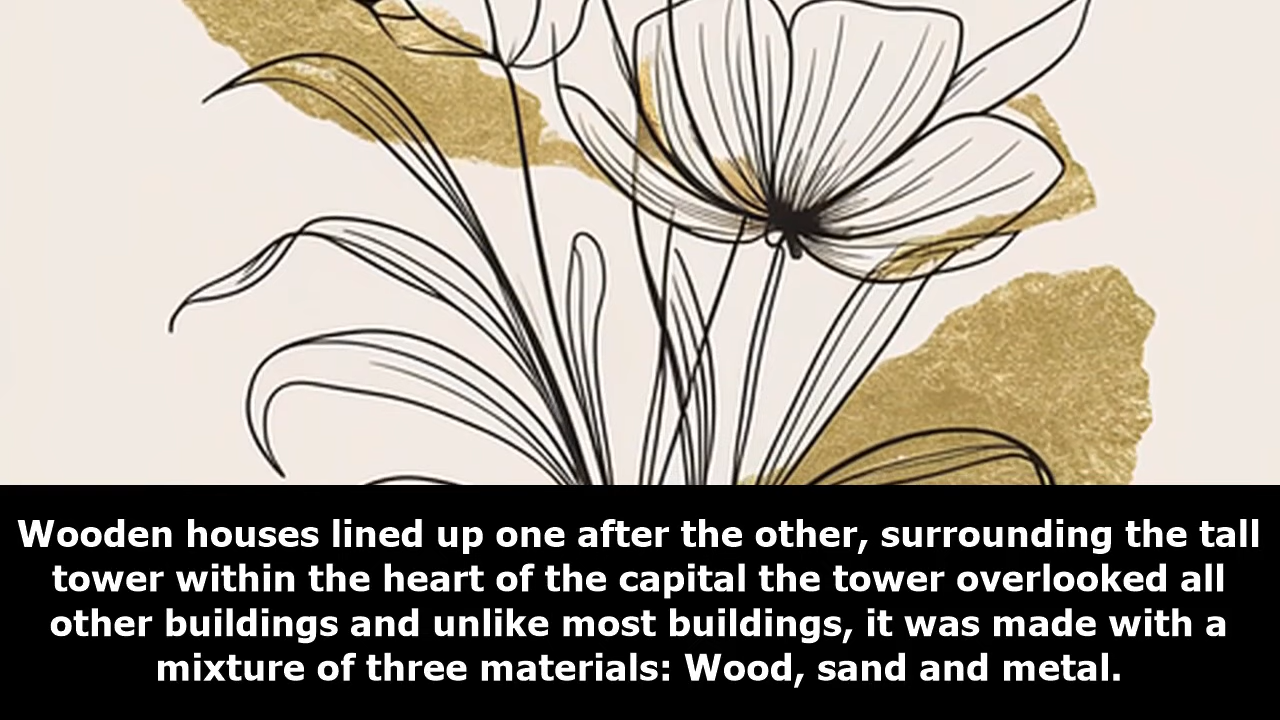 Wooden houses lined up one after the other, surrounding the tall
tower within the heart of the capital the tower overlooked all
other buildings and unlike most buildings, it was made with a
mixture of three materials: Wood, sand and metal.